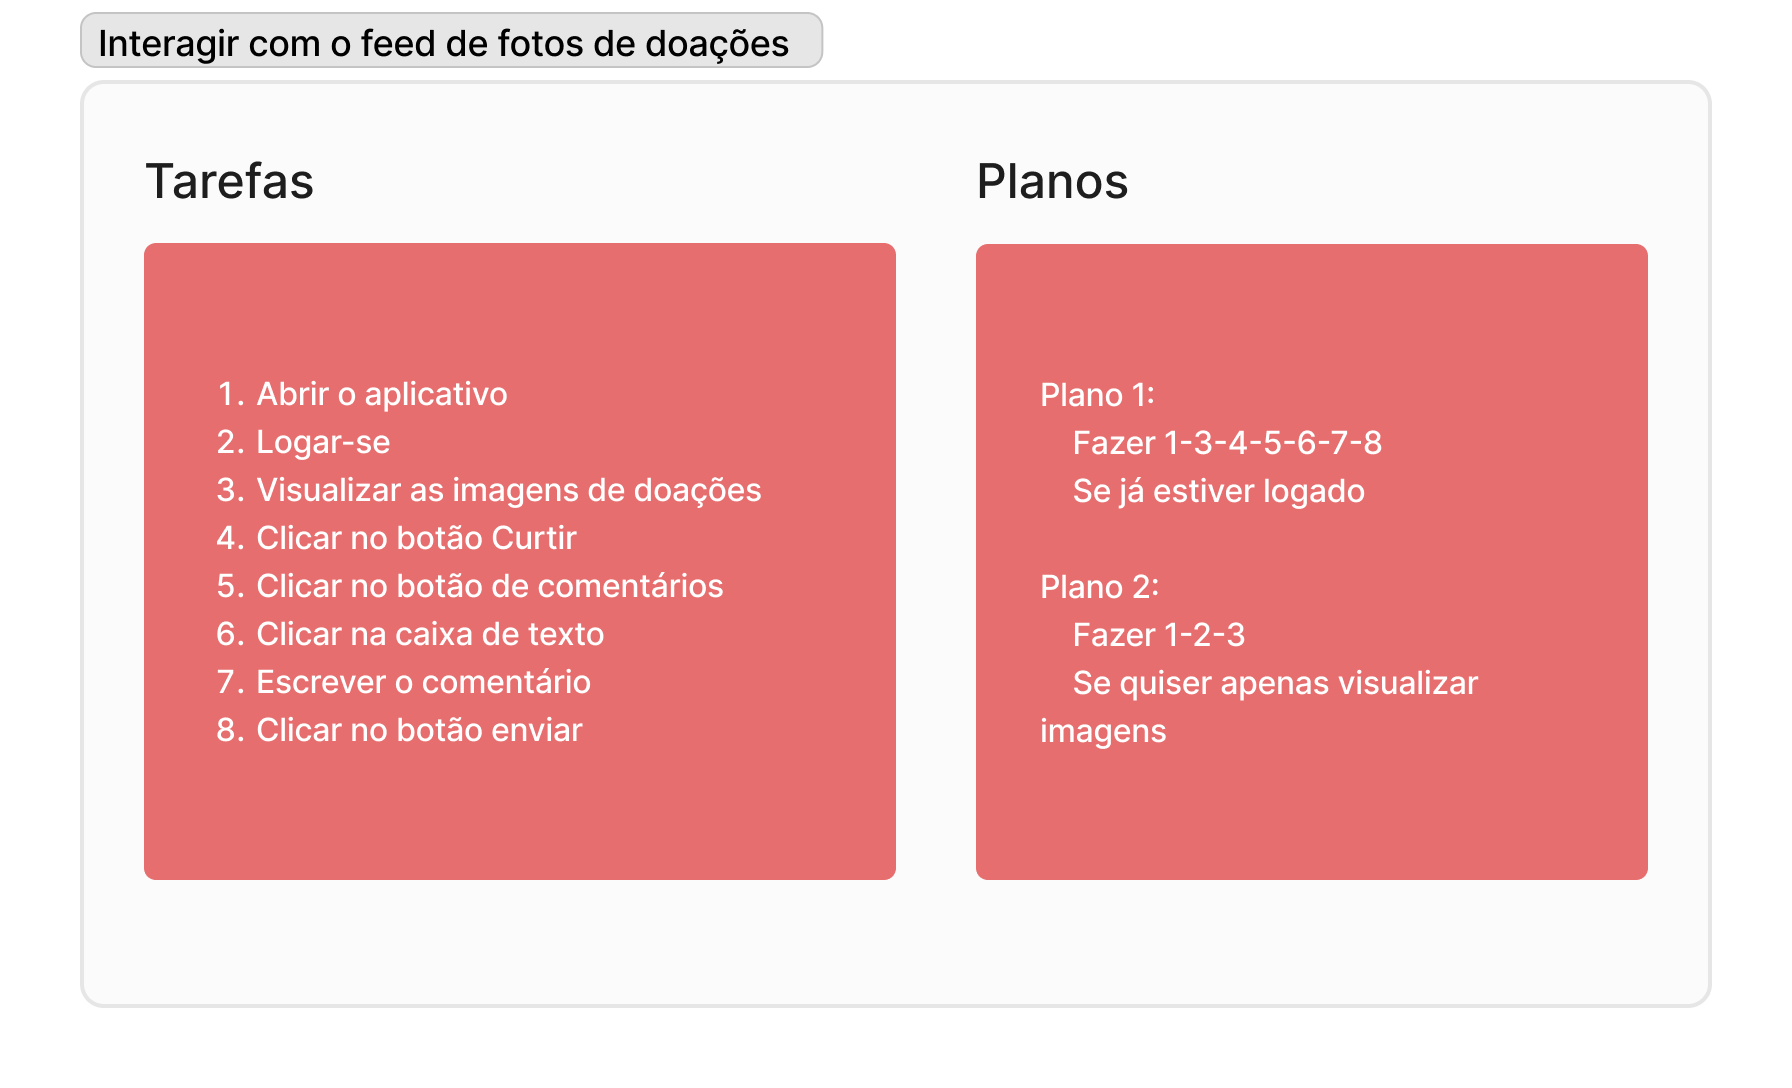 Interagir com o feed de fotos de doações
Tarefas
1. Abrir o aplicativo
2. Logar-se
3. Visualizar as imagens de doações
4. Clicar no botão Curtir
5. Clicar no botão de comentários
6. Clicar na caixa de texto
7. Escrever o comentário
8. Clicar no botão enviar
Planos
Plano 1:
Fazer 1-3-4-5-6-7-8
Se já estiver logado
Plano 2:
Fazer 1-2-3
Se quiser apenas visualizar
imagens